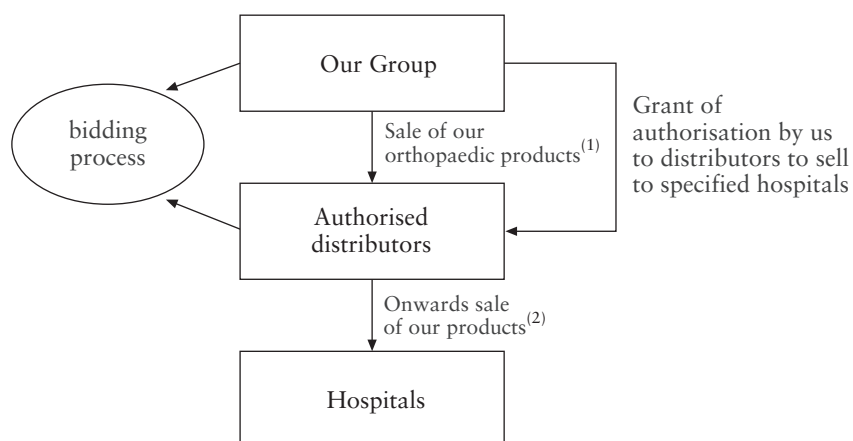 Our Group
bidding
process
Sale of our
orthopaedic products(1)
Grant of
authorisation by us
to distributors to sell
to specified hospitals
Authorised
distributors
Onwards sale
of our products(2)
Hospitals